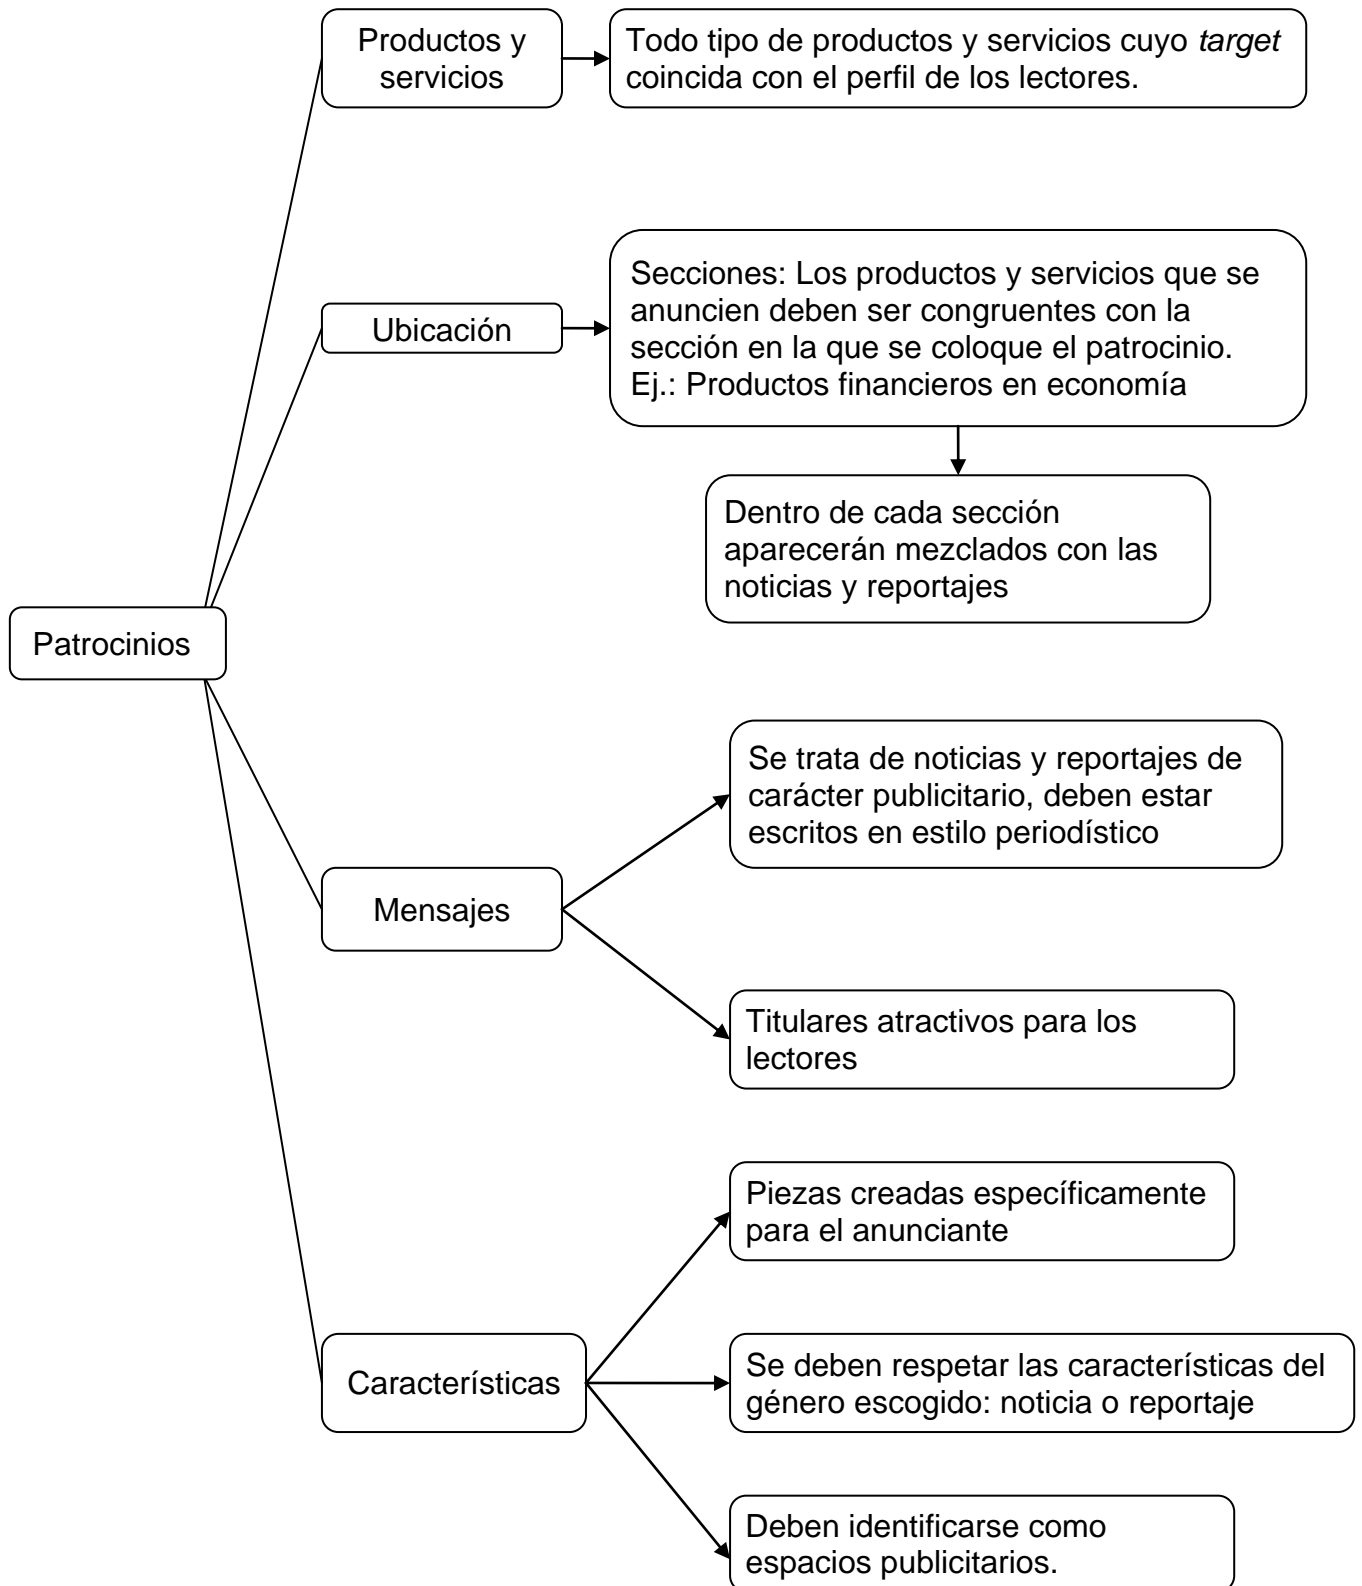 Productos y
servicios
Todo tipo de productos y servicios cuyo target
coincida con el perfil de los lectores.
Ubicación
Secciones: Los productos y servicios que se
anuncien deben ser congruentes con la
sección en la que se coloque el patrocinio.
Ej.: Productos financieros en economía
Dentro de cada sección
aparecerán mezclados con las
noticias y reportajes
Patrocinios
Mensajes
Se trata de noticias y reportajes de
carácter publicitario, deben estar
escritos en estilo periodístico
Titulares atractivos para los
lectores
Características
Piezas creadas específicamente
para el anunciante
Se deben respetar las características del
género escogido: noticia o reportaje
Deben identificarse como
espacios publicitarios.